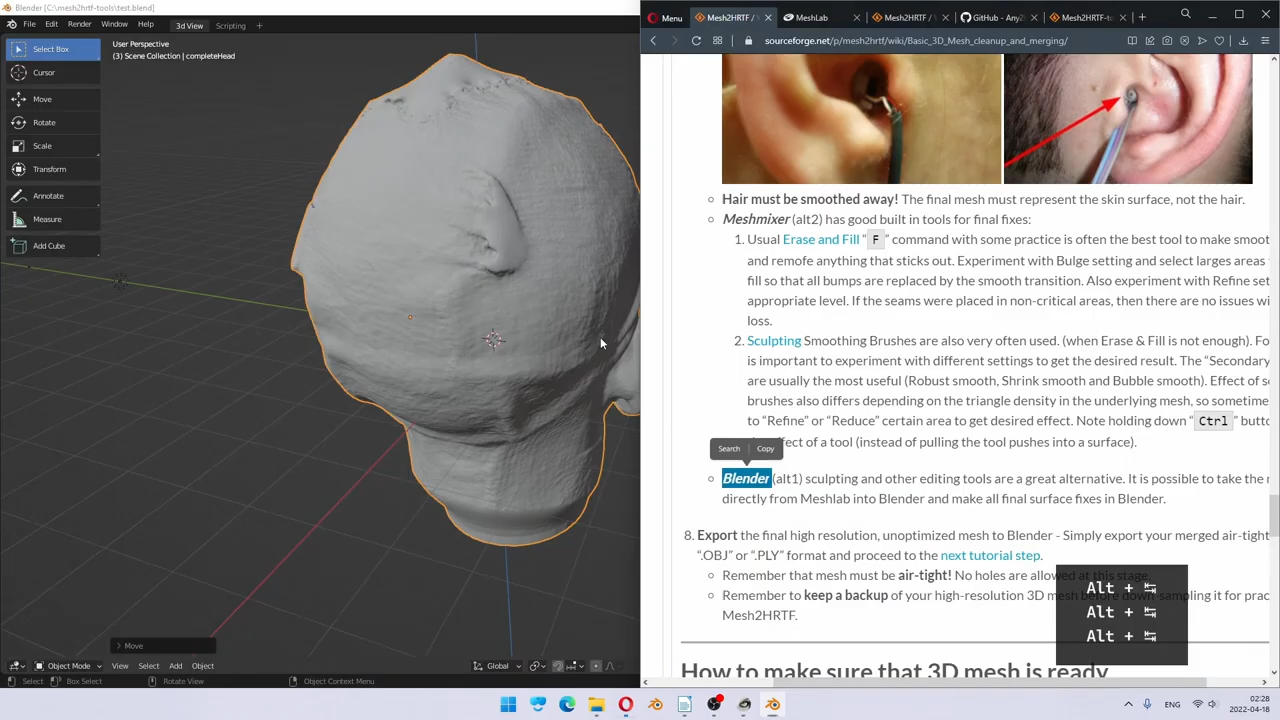 Blender [C:\mesh2hrtf-tools\test.blend]
File Edit Render Window Help 3d View Scripting
Select Box
User Perspective
(3) Scene Collection | completeHead
Cursor
Move
Rotate
Scale
Transform
Annotate
Measure
Add Cube
Move
Object Mode View Select Add Object Global
Select Box Select Rotate View Object Context Menu
Menu Mesh2HRTF / MeshLab Mesh2HRTF / GitHub - Any2 Mesh2HRTF-to
sourceforge.net/p/mesh2hrtf/wiki/Basic_3D_Mesh_cleanup_and_merging/
Hair must be smoothed away! The final mesh must represent the skin surface, not the hair.
Meshmixer (alt2) has good built in tools for final fixes:
1. Usual Erase and Fill “ F ” command with some practice is often the best tool to make smoot
and remofe anything that sticks out. Experiment with Bulge setting and select larges areas
fill so that all bumps are replaced by the smooth transition. Also experiment with Refine set
appropriate level. If the seams were placed in non-critical areas, then there are no issues wi
loss.
2. Sculpting Smoothing Brushes are also very often used. (when Erase & Fill is not enough). Fo
is important to experiment with different settings to get the desired result. The “Secondary
are usually the most useful (Robust smooth, Shrink smooth and Bubble smooth). Effect of s
brushes also differs depending on the triangle density in the underlying mesh, so sometime
to “Refine” or “Reduce” certain area to get desired effect. Note holding down “ Ctrl ” butto
effect of a tool (instead of pulling the tool pushes into a surface).
Search Copy
Blender (alt1) sculpting and other editing tools are a great alternative. It is possible to take the
directly from Meshlab into Blender and make all final surface fixes in Blender.
8. Export the final high resolution, unoptimized mesh to Blender - Simply export your merged air-tight
“.OBJ” or “.PLY” format and proceed to the next tutorial step.
Remember that mesh must be air-tight! No holes are allowed at this stage.
Remember to keep a backup of your high-resolution 3D mesh before down-sampling it for prac
Mesh2HRTF.
Alt + ↹
Alt + ↹
Alt + ↹
How to make sure that 3D mesh is ready
ENG
02:28
2022-04-18